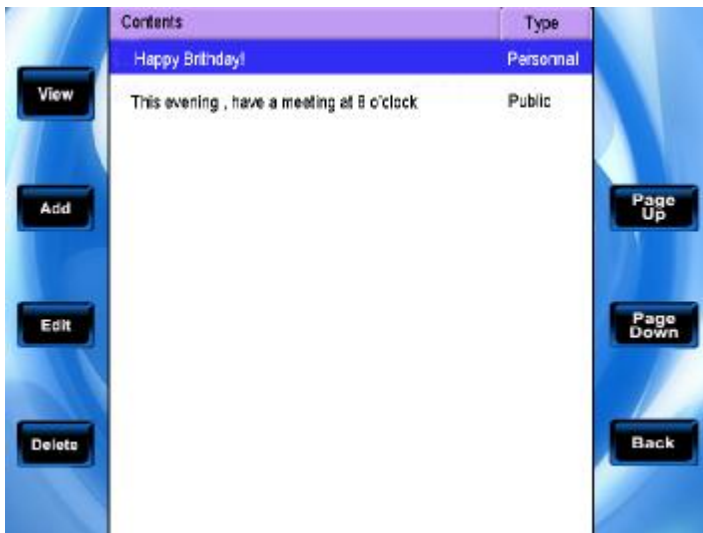 Contents Type
Happy Brithday! Personnal
View
This evening , have a meeting at 8 o'clock Public
Add
Page
Up
Edit
Page
Down
Delete
Back